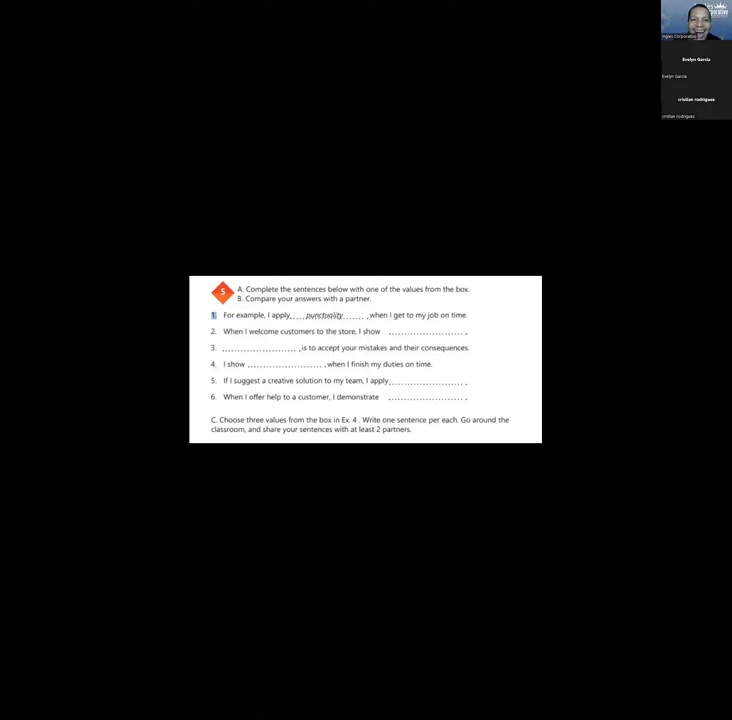 Inglés Corporativo
Evelyn Garcia
Evelyn Garcia
cristian rodriguez
cristian rodriguez
5
A. Complete the sentences below with one of the values from the box.
B. Compare your answers with a partner.
1. For example, I apply.....punctuality......., when I get to my job on time.
2. When I welcome customers to the store, I show ........................ .
3. ........................ , is to accept your mistakes and their consequences.
4. I show ........................ , when I finish my duties on time.
5. If I suggest a creative solution to my team, I apply........................ .
6. When I offer help to a customer, I demonstrate ........................ .
C. Choose three values from the box in Ex. 4 . Write one sentence per each. Go around the
classroom, and share your sentences with at least 2 partners.